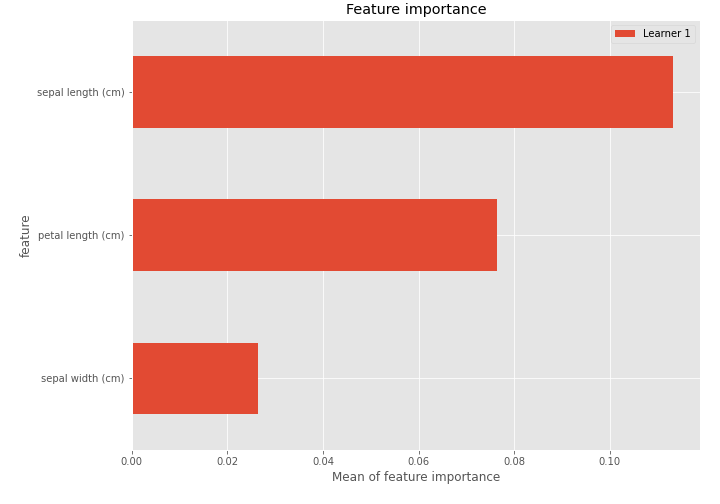 Feature importance
Learner 1
sepal length (cm)
petal length (cm)
sepal width (cm)
feature
0.00 0.02 0.04 0.06 0.08 0.10
Mean of feature importance